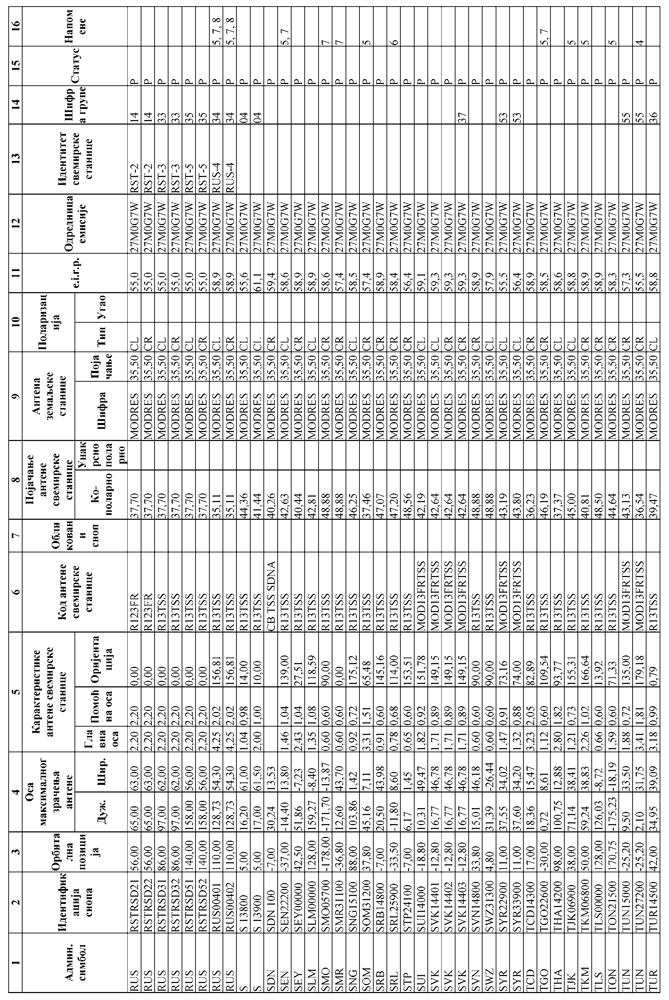 1 2 3 4 5 6 7 8 9 10 11 12 13 14 15 16
Админ. симбол Идентификација снопа Орбитална позиција Оса максималног зрачења антене Карактеристике антене свемирске станице Код антене свемирске станице Обликовани сноп Појачање антене свемирске станице Антена земаљске станице Поларизација e.i.r.p. Одредница емисије Идентитет свемирске станице Шифра групе Статус Напомене
Дуж. Шир. Главна оса Помоћна оса Оријентација Ко-поларно Унакрсно поларно Шифра Појачање Тип Угао
RUS RSTRSD21 56,00 65,00 63,00 2,20 2,20 0,00 R123FR 37,70 MODRES 35,50 CL 55,0 27M0G7W RST-2 14 P
RUS RSTRSD22 56,00 65,00 63,00 2,20 2,20 0,00 R123FR 37,70 MODRES 35,50 CR 55,0 27M0G7W RST-2 14 P
RUS RSTRSD31 86,00 97,00 62,00 2,20 2,20 0,00 R13TSS 37,70 MODRES 35,50 CL 55,0 27M0G7W RST-3 33 P
RUS RSTRSD32 86,00 97,00 62,00 2,20 2,20 0,00 R13TSS 37,70 MODRES 35,50 CR 55,0 27M0G7W RST-3 33 P
RUS RSTRSD51 140,00 158,00 56,00 2,20 2,20 0,00 R13TSS 37,70 MODRES 35,50 CL 55,0 27M0G7W RST-5 35 P
RUS RSTRSD52 140,00 158,00 56,00 2,20 2,20 0,00 R13TSS 37,70 MODRES 35,50 CR 55,0 27M0G7W RST-5 35 P
RUS RUS00401 110,00 128,73 54,30 4,25 2,02 156,81 R13TSS 35,11 MODRES 35,50 CL 58,9 27M0G7W RUS-4 34 P 5, 7, 8
RUS RUS00402 110,00 128,73 54,30 4,25 2,02 156,81 R13TSS 35,11 MODRES 35,50 CR 58,9 27M0G7W RUS-4 34 P 5, 7, 8
S S 13800 5,00 16,20 61,00 1,04 0,98 14,00 R13TSS 44,36 MODRES 35,50 CL 55,6 27M0G7W 04 P
S S 13900 5,00 17,00 61,50 2,00 1,00 10,00 R13TSS 41,44 MODRES 35,50 CL 61,1 27M0G7W 04 P
SDN SDN 100 -7,00 30,24 13,53 CB TSS SDNA 40,26 MODRES 35,50 CR 59,4 27M0G7W P
SEN SEN22200 -37,00 -14,40 13,80 1,46 1,04 139,00 R13TSS 42,63 MODRES 35,50 CL 58,6 27M0G7W P 5, 7
SEY SEY00000 42,50 51,86 -7,23 2,43 1,04 27,51 R13TSS 40,44 MODRES 35,50 CR 58,9 27M0G7W P
SLM SLM00000 128,00 159,27 -8,40 1,35 1,08 118,59 R13TSS 42,81 MODRES 35,50 CL 58,9 27M0G7W P
SMO SMO05700 -178,00 -171,70 -13,87 0,60 0,60 90,00 R13TSS 48,88 MODRES 35,50 CR 58,6 27M0G7W P 7
SMR SMR31100 -36,80 12,60 43,70 0,60 0,60 0,00 R13TSS 48,88 MODRES 35,50 CR 57,4 27M0G7W P 7
SNG SNG15100 88,00 103,86 1,42 0,92 0,72 175,12 R13TSS 46,25 MODRES 35,50 CL 58,5 27M0G7W P
SOM SOM31200 37,80 45,16 7,11 3,31 1,51 65,48 R13TSS 37,46 MODRES 35,50 CR 57,4 27M0G7W P 5
SRB SRB14800 -7,00 20,50 43,98 0,91 0,60 145,16 R13TSS 47,07 MODRES 35,50 CR 58,9 27M0G7W P
SRL SRL25900 -33,50 -11,80 8,60 0,78 0,68 114,00 R13TSS 47,20 MODRES 35,50 CR 58,4 27M0G7W P 6
STP STP24100 -7,00 6,17 1,45 0,65 0,60 153,51 R13TSS 48,56 MODRES 35,50 CR 56,4 27M0G7W P
SUI SUI14000 -18,80 10,31 49,47 1,82 0,92 151,78 MOD13FRTSS 42,19 MODRES 35,50 CL 59,1 27M0G7W P
SVK SVK14401 -12,80 16,77 46,78 1,71 0,89 149,15 MOD13FRTSS 42,64 MODRES 35,50 CL 59,3 27M0G7W P
SVK SVK14402 -12,80 16,77 46,78 1,71 0,89 149,15 MOD13FRTSS 42,64 MODRES 35,50 CR 59,3 27M0G7W P
SVK SVK14403 -12,80 16,77 46,78 1,71 0,89 149,15 MOD13FRTSS 42,64 MODRES 35,50 CR 59,3 27M0G7W 37 P
SVN SVN14800 33,80 15,01 46,18 0,60 0,60 90,00 R13TSS 48,88 MODRES 35,50 CR 58,9 27M0G7W P
SWZ SWZ31300 4,80 31,39 -26,44 0,60 0,60 90,00 R13TSS 48,88 MODRES 35,50 CL 57,9 27M0G7W P
SYR SYR22900 11,00 37,55 34,02 1,47 0,91 73,16 MOD13FRTSS 43,19 MODRES 35,50 CL 55,5 27M0G7W 53 P
SYR SYR33900 11,00 37,60 34,20 1,32 0,88 74,00 MOD13FRTSS 43,80 MODRES 35,50 CL 56,4 27M0G7W 53 P
TCD TCD14300 17,00 18,36 15,47 3,23 2,05 82,89 R13TSS 36,23 MODRES 35,50 CR 58,9 27M0G7W P
TGO TGO22600 -30,00 0,72 8,61 1,12 0,60 109,54 R13TSS 46,19 MODRES 35,50 CR 58,5 27M0G7W P 5, 7
THA THA14200 98,00 100,75 12,88 2,80 1,82 93,77 R13TSS 37,37 MODRES 35,50 CL 58,6 27M0G7W P
TJK TJK06900 38,00 71,14 38,41 1,21 0,73 155,31 R13TSS 45,00 MODRES 35,50 CL 58,8 27M0G7W P 5
TKM TKM06800 50,00 59,24 38,83 2,26 1,02 166,64 R13TSS 40,81 MODRES 35,50 CR 58,9 27M0G7W P 5
TLS TLS00000 128,00 126,03 -8,72 0,66 0,60 13,92 R13TSS 48,50 MODRES 35,50 CR 58,9 27M0G7W P
TON TON21500 170,75 -175,23 -18,19 1,59 0,60 71,33 R13TSS 44,64 MODRES 35,50 CR 58,3 27M0G7W P 5
TUN TUN15000 -25,20 9,50 33,50 1,88 0,72 135,00 MOD13FRTSS 43,13 MODRES 35,50 CR 57,3 27M0G7W 55 P
TUN TUN27200 -25,20 2,10 31,75 3,41 1,81 179,18 MOD13FRTSS 36,54 MODRES 35,50 CR 55,5 27M0G7W 55 P 4
TUR TUR14500 42,00 34,95 39,09 3,18 0,99 0,79 R13TSS 39,47 MODRES 35,50 CL 58,8 27M0G7W 36 P